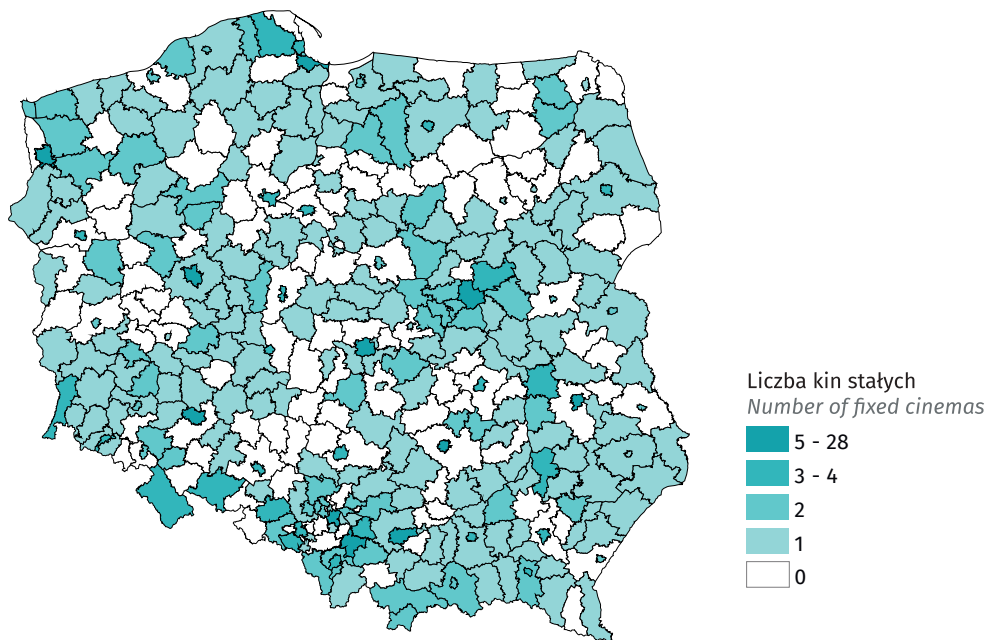 Liczba kin stałych
Number of fixed cinemas
5 - 28
3 - 4
2
1
0